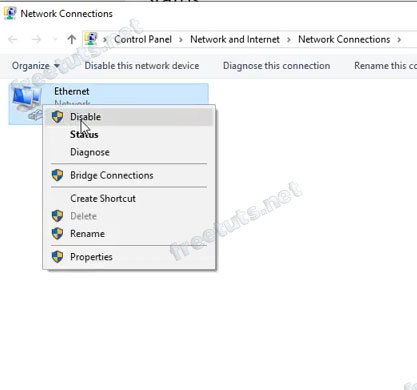 Network Connections
Control Panel > Network and Internet > Network Connections >
Organize Disable this network device Diagnose this connection Rename this co
Ethernet
Network
Disable
Status
Diagnose
Bridge Connections
Create Shortcut
Delete
Rename
Properties
freetuts.net
freetuts.net